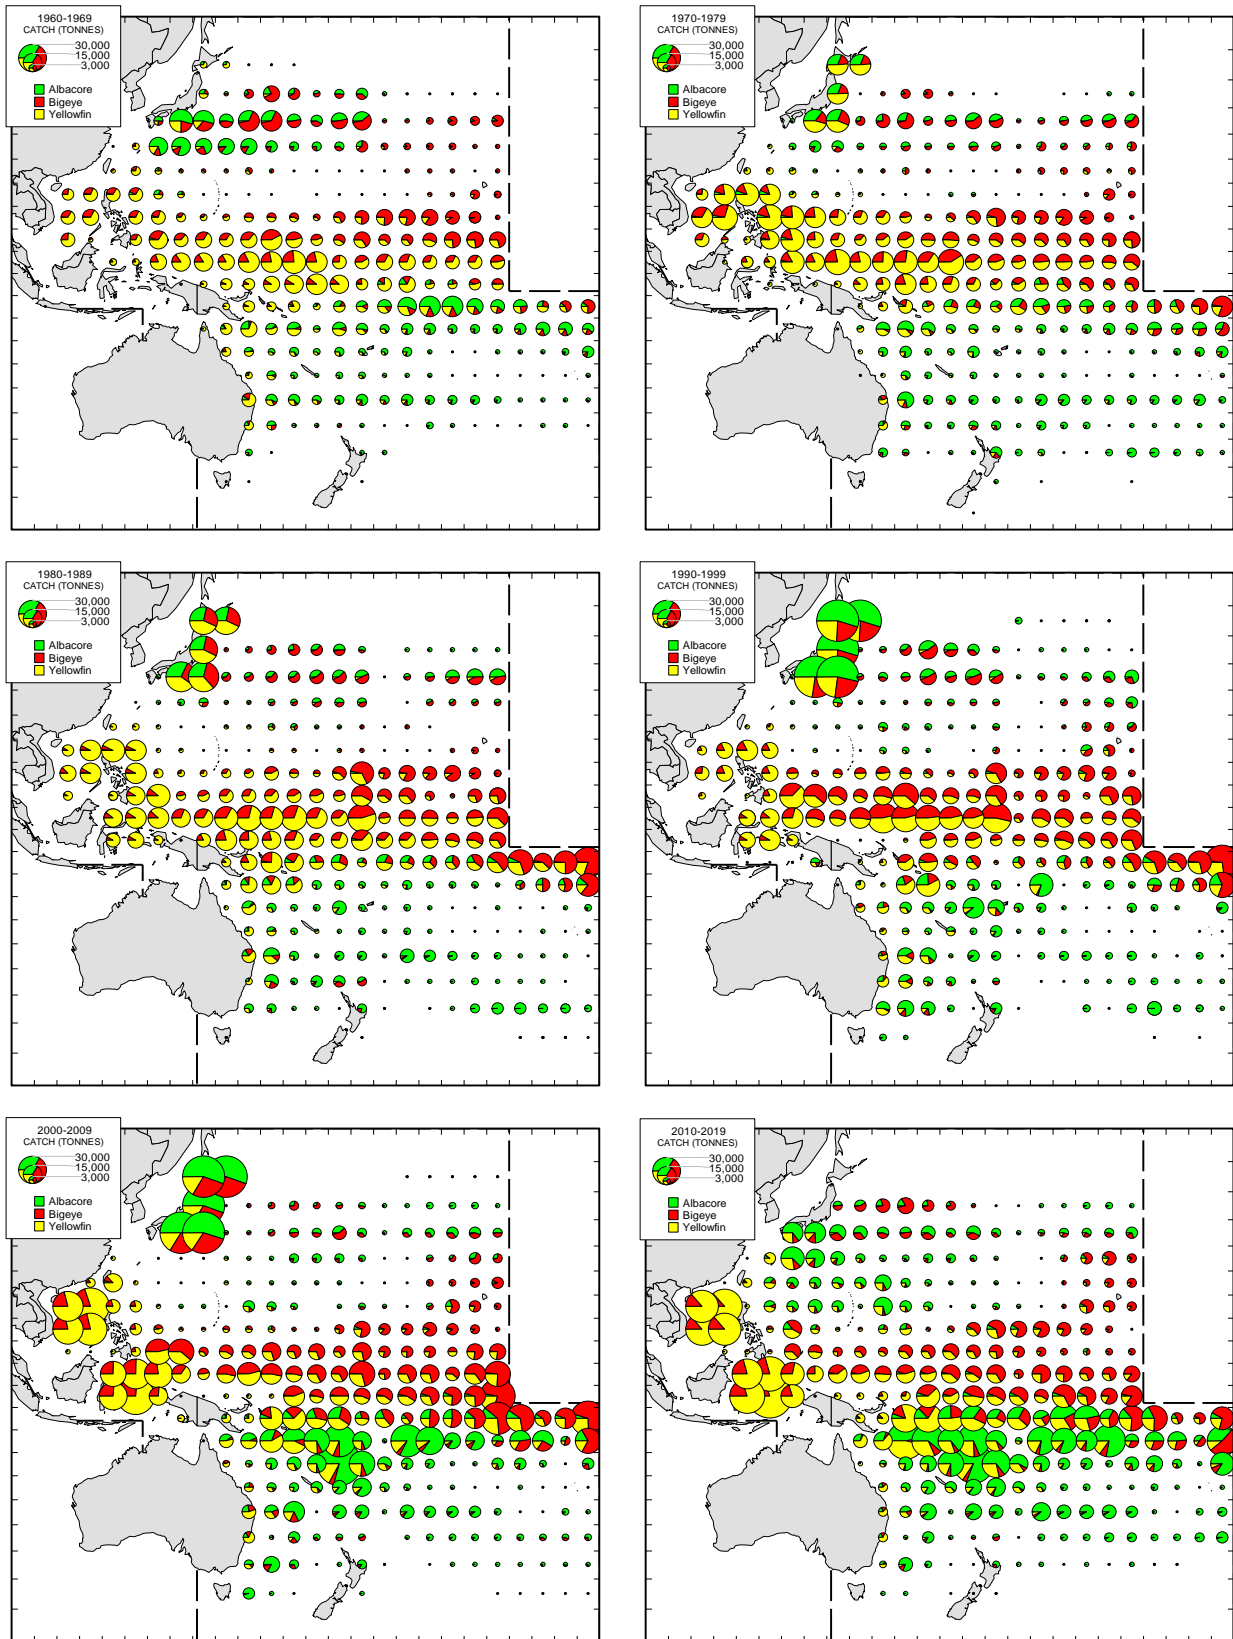 1960-1969
CATCH (TONNES)
30,000
15,000
3,000
Albacore
Bigeye
Yellowfin
1970-1979
CATCH (TONNES)
30,000
15,000
3,000
Albacore
Bigeye
Yellowfin
1980-1989
CATCH (TONNES)
30,000
15,000
3,000
Albacore
Bigeye
Yellowfin
1990-1999
CATCH (TONNES)
30,000
15,000
3,000
Albacore
Bigeye
Yellowfin
2000-2009
CATCH (TONNES)
30,000
15,000
3,000
Albacore
Bigeye
Yellowfin
2010-2019
CATCH (TONNES)
30,000
15,000
3,000
Albacore
Bigeye
Yellowfin